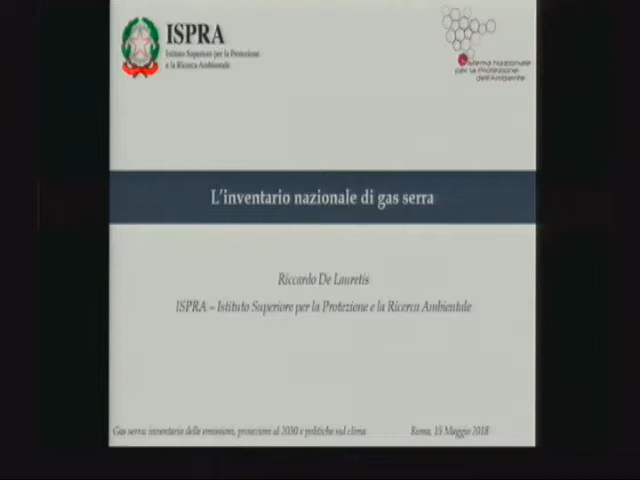 ISPRA
Istituto Superiore per la Protezione
e la Ricerca Ambientale
Sistema Nazionale
per la Protezione
dell'Ambiente
L'inventario nazionale di gas serra
Riccardo De Lauretis
ISPRA – Istituto Superiore per la Protezione e la Ricerca Ambientale
Gas serra: inventario delle emissioni, proiezioni al 2030 e politiche sul clima
Roma, 15 Maggio 2018